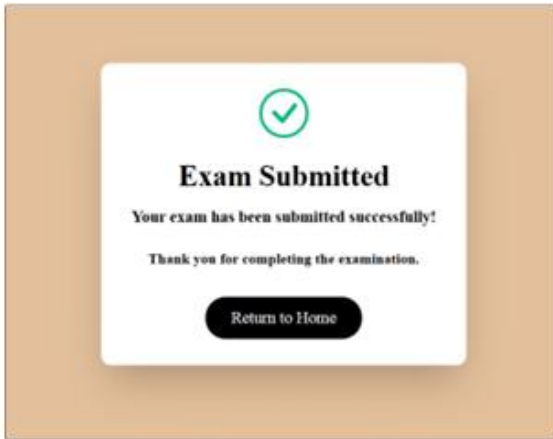 Exam Submitted
Your exam has been submitted successfully!
Thank you for completing the examination.
Return to Home